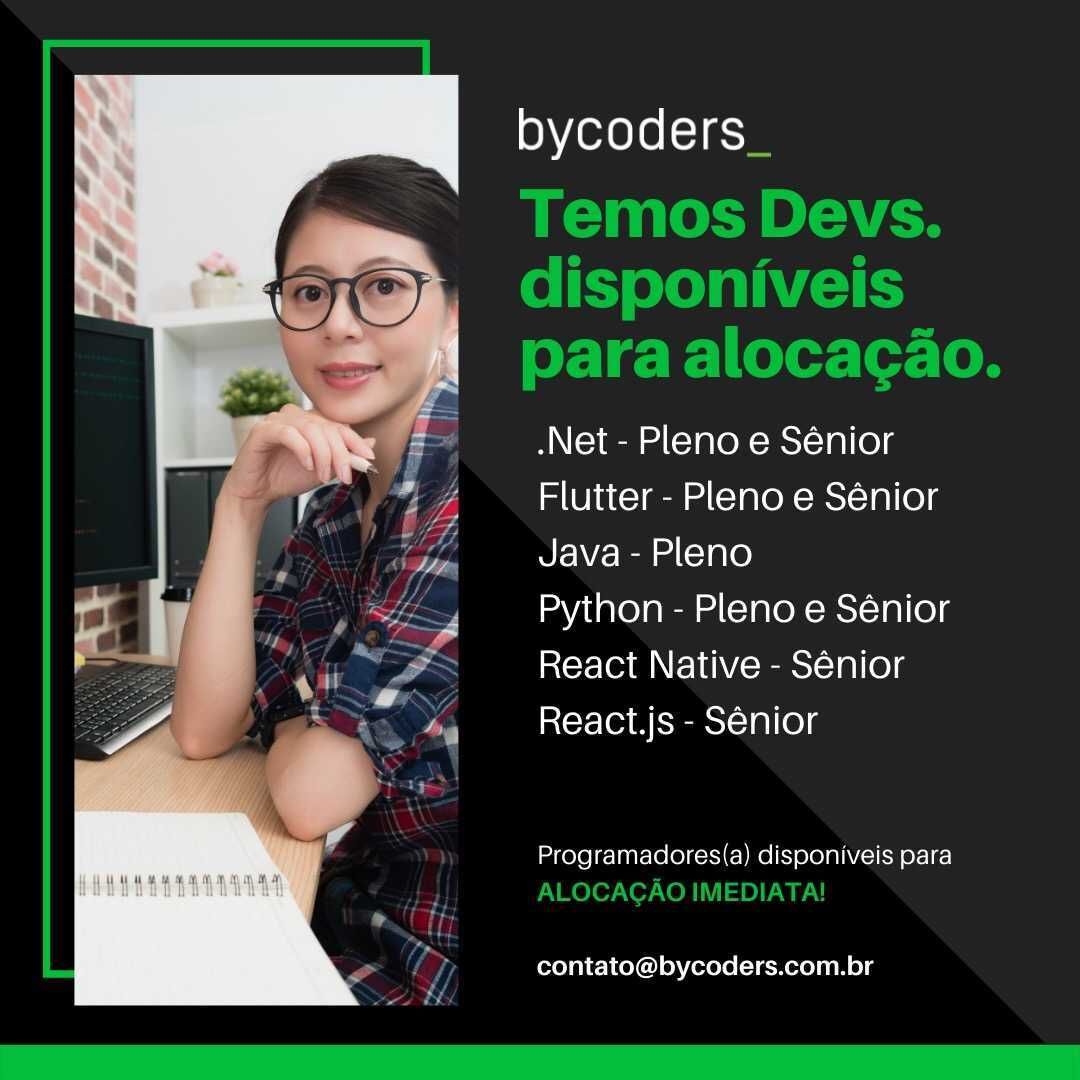 bycoders_
Temos Devs.
disponíveis
para alocação.
.Net - Pleno e Sênior
Flutter - Pleno e Sênior
Java - Pleno
Python - Pleno e Sênior
React Native - Sênior
React.js - Sênior
Programadores(a) disponíveis para
ALOCAÇÃO IMEDIATA!
contato@bycoders.com.br